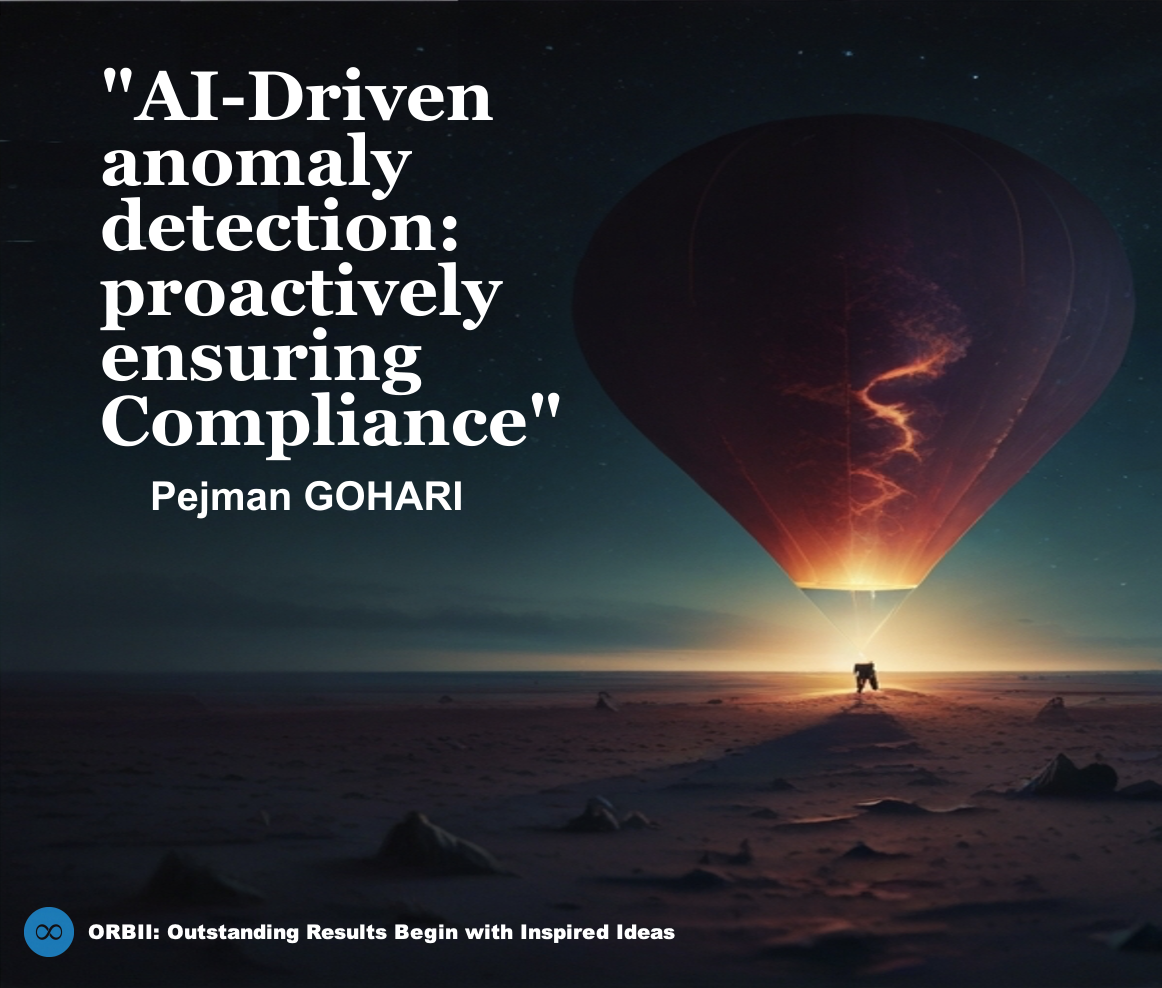 "AI-Driven
anomaly
detection:
proactively
ensuring
Compliance"
Pejman GOHARI
ORBII: Outstanding Results Begin with Inspired Ideas